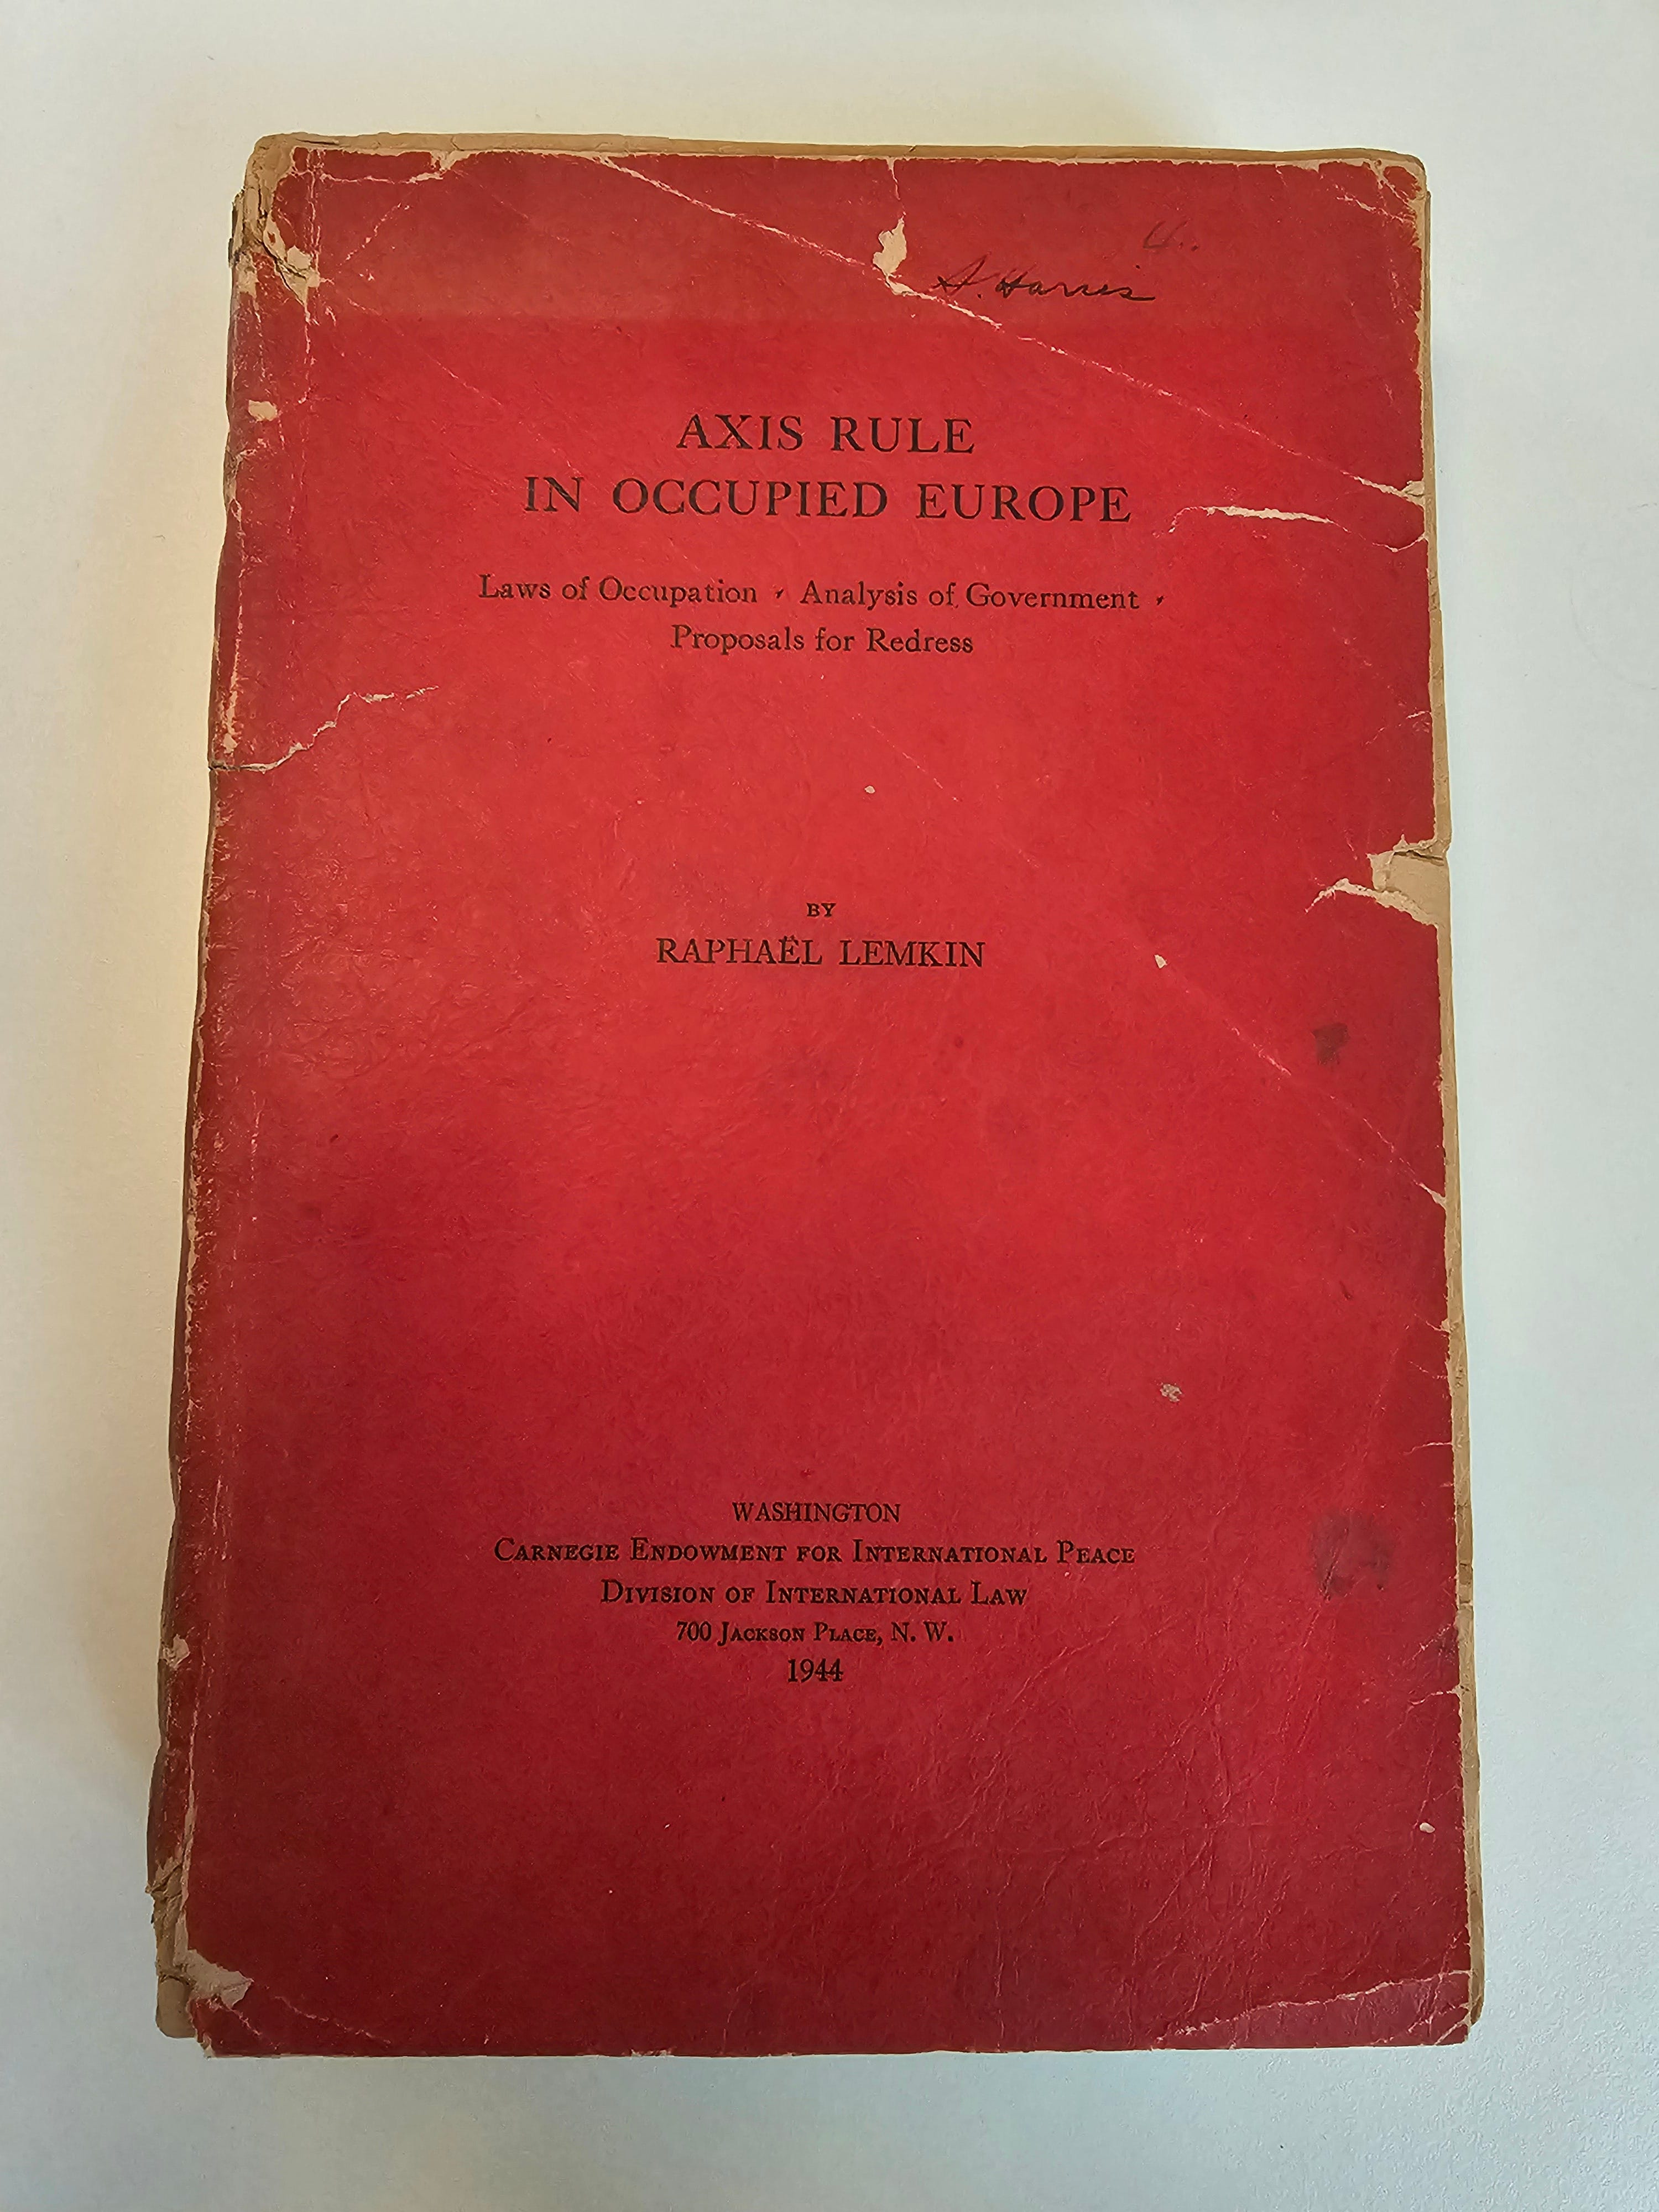 S. Harris
AXIS RULE
IN OCCUPIED EUROPE
Laws of Occupation · Analysis of Government ·
Proposals for Redress
BY
RAPHAËL LEMKIN
WASHINGTON
CARNEGIE ENDOWMENT FOR INTERNATIONAL PEACE
DIVISION OF INTERNATIONAL LAW
700 JACKSON PLACE, N. W.
1944